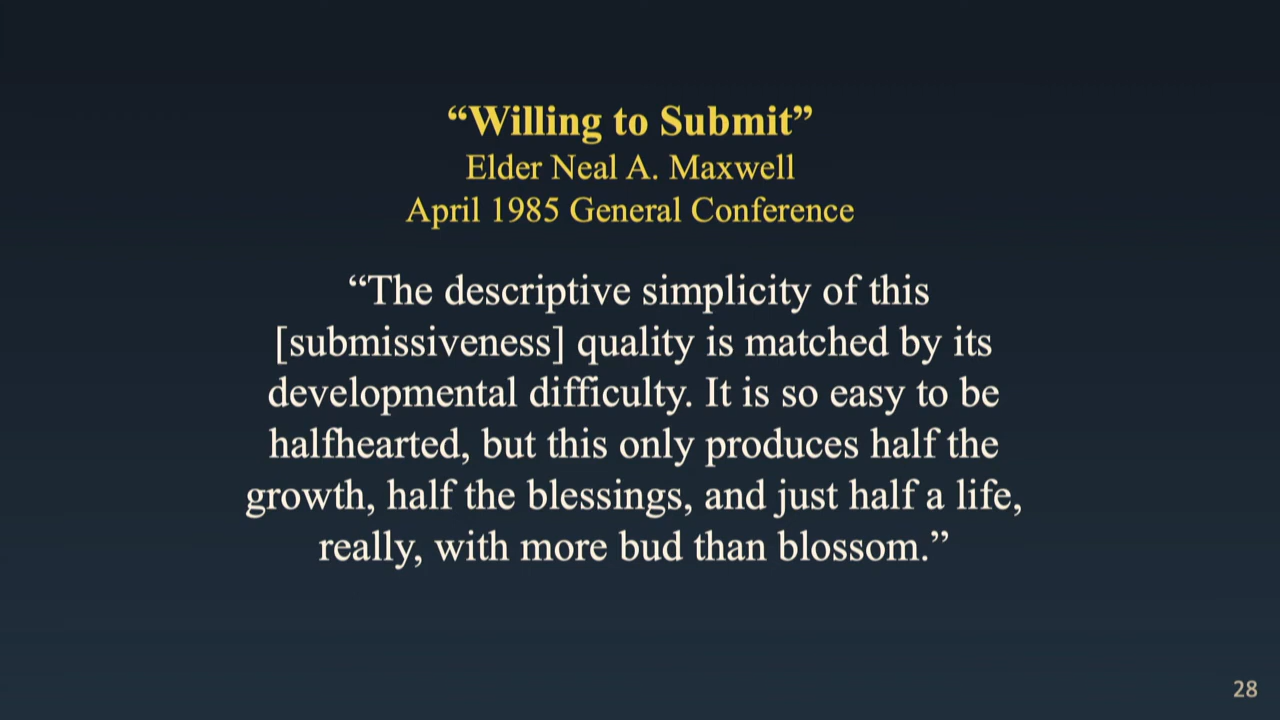 “Willing to Submit”
Elder Neal A. Maxwell
April 1985 General Conference
“The descriptive simplicity of this
[submissiveness] quality is matched by its
developmental difficulty. It is so easy to be
halfhearted, but this only produces half the
growth, half the blessings, and just half a life,
really, with more bud than blossom.”
28